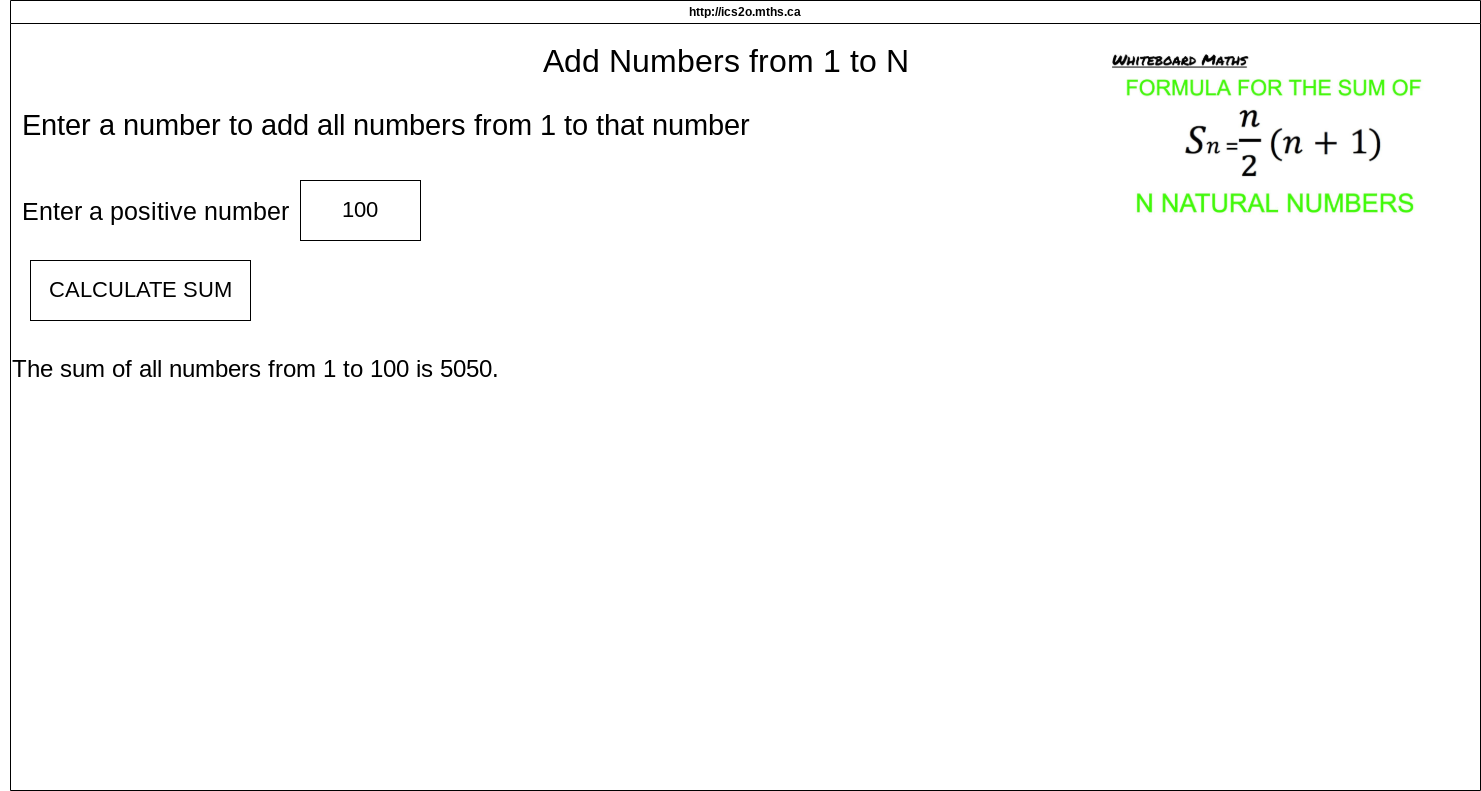 http://ics2o.mths.ca
Add Numbers from 1 to N
Enter a number to add all numbers from 1 to that number
Enter a positive number 100
CALCULATE SUM
The sum of all numbers from 1 to 100 is 5050.
WHITEBOARD MATHS
FORMULA FOR THE SUM OF
Sn = n/2 (n + 1)
N NATURAL NUMBERS